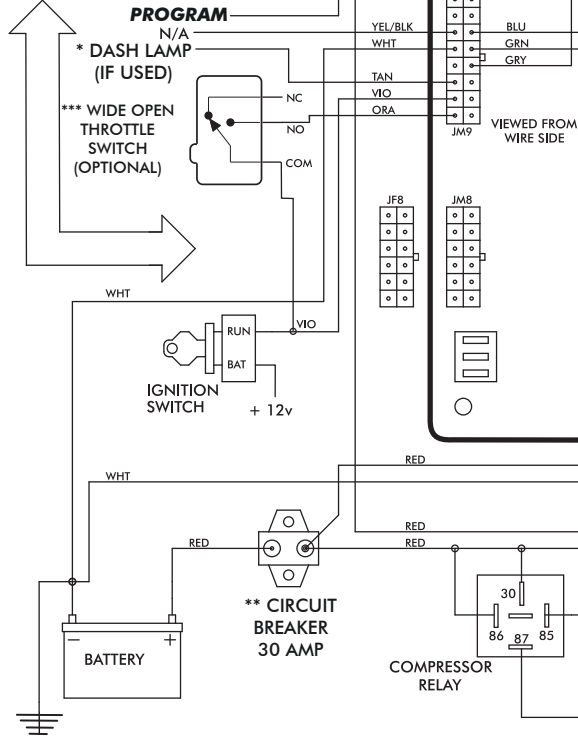 PROGRAM
N/A
* DASH LAMP
(IF USED)
*** WIDE OPEN
THROTTLE
SWITCH
(OPTIONAL)
NC
NO
COM
YEL/BLK
WHT
TAN
VIO
ORA
BLU
GRN
GRY
JM9
VIEWED FROM
WIRE SIDE
JF8
JM8
WHT
RUN
VIO
BAT
IGNITION
SWITCH
+ 12v
RED
WHT
RED
RED
RED
** CIRCUIT
BREAKER
30 AMP
30
86
87
85
COMPRESSOR
RELAY
− +
BATTERY